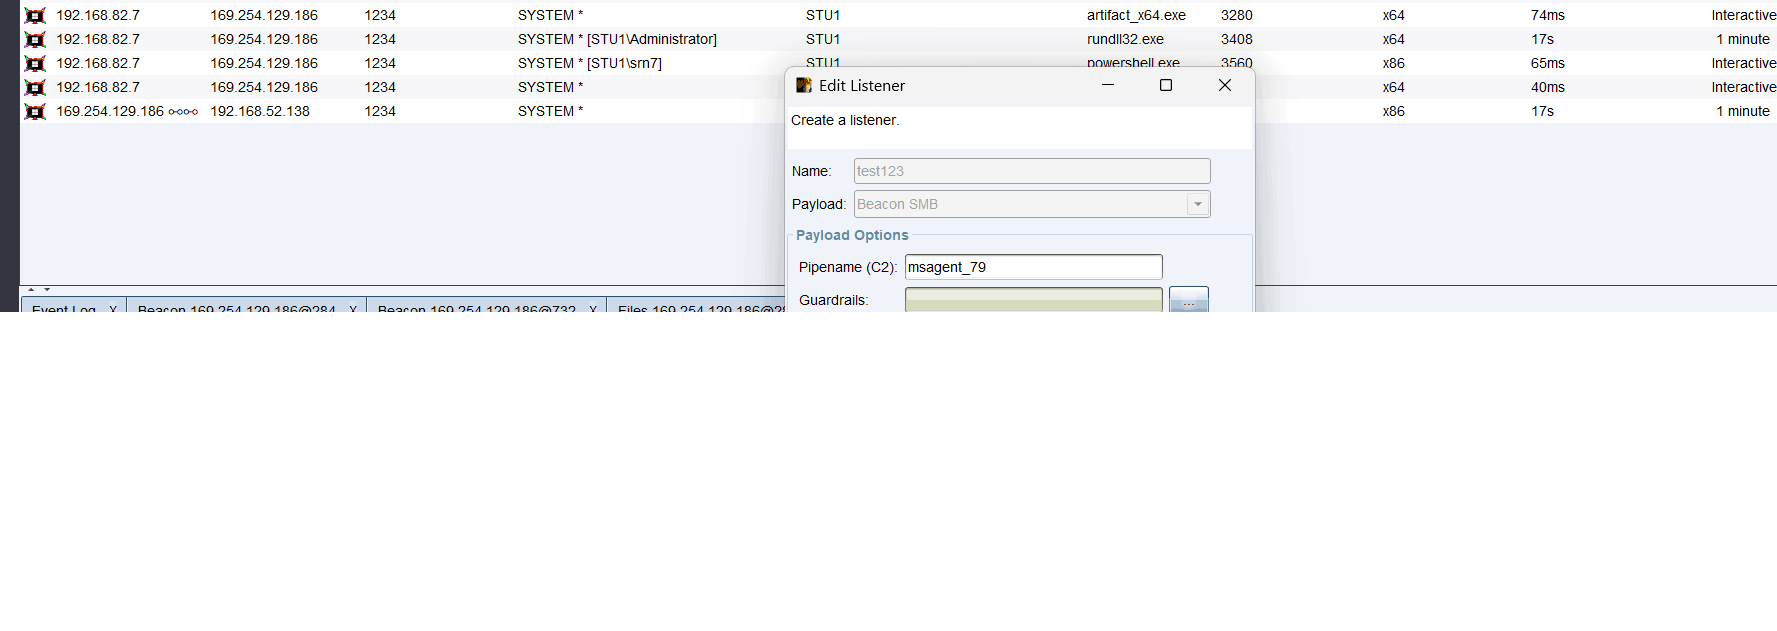 192.168.82.7 169.254.129.186 1234 SYSTEM * STU1 artifact_x64.exe 3280 x64 74ms Interactive
192.168.82.7 169.254.129.186 1234 SYSTEM * [STU1\Administrator] STU1 rundll32.exe 3408 x64 17s 1 minute
192.168.82.7 169.254.129.186 1234 SYSTEM * [STU1\srn7] STU1 powershell.exe 3560 x86 65ms Interactive
192.168.82.7 169.254.129.186 1234 SYSTEM * x64 40ms Interactive
169.254.129.186 192.168.52.138 1234 SYSTEM * x86 17s 1 minute
Edit Listener
Create a listener.
Name: test123
Payload: Beacon SMB
Payload Options
Pipename (C2): msagent_79
Guardrails: ...
Event Log X Beacon 169.254.129.186@284 X Beacon 169.254.129.186@732 X Files 169.254.129.186@2